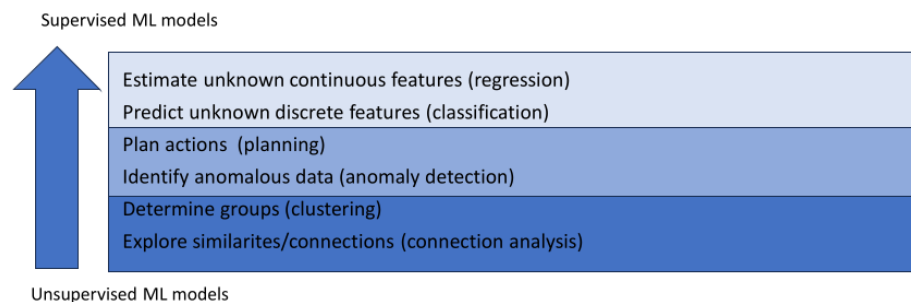 Supervised ML models
Estimate unknown continuous features (regression)
Predict unknown discrete features (classification)
Plan actions (planning)
Identify anomalous data (anomaly detection)
Determine groups (clustering)
Explore similarites/connections (connection analysis)
Unsupervised ML models